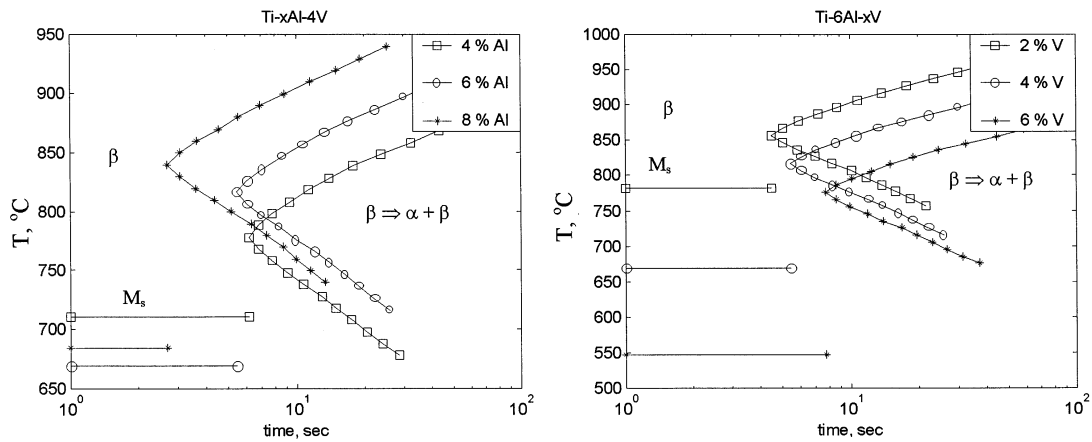 Ti-xAl-4V
950
900
850
800
750
700
650
T, °C
β
Mₛ
β ⇒ α + β
4 % Al
6 % Al
8 % Al
10⁰
10¹
10²
time, sec
Ti-6Al-xV
1000
950
900
850
800
750
700
650
600
550
500
T, °C
β
Mₛ
β ⇒ α + β
2 % V
4 % V
6 % V
10⁰
10¹
10²
time, sec